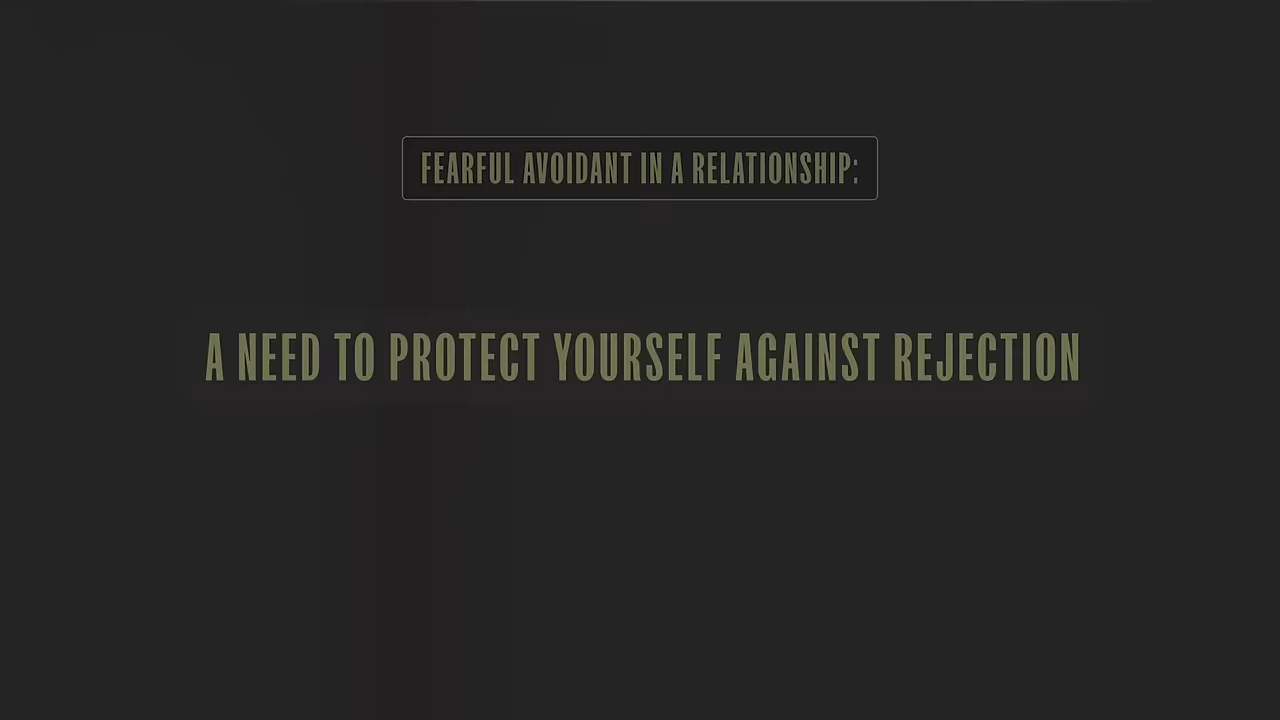 FEARFUL AVOIDANT IN A RELATIONSHIP:
A NEED TO PROTECT YOURSELF AGAINST REJECTION